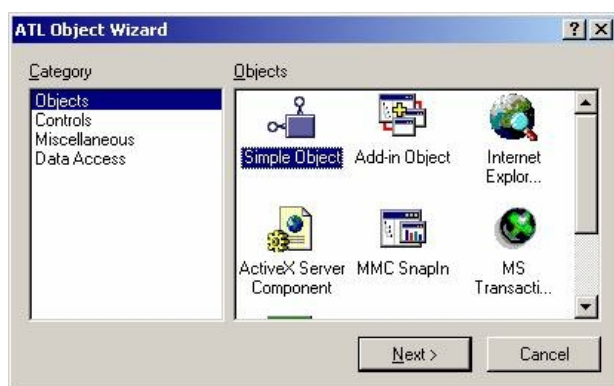 ATL Object Wizard
Category
Objects
Controls
Miscellaneous
Data Access
Objects
Simple Object
Add-in Object
Internet
Explor...
ActiveX Server
Component
MMC SnapIn
MS
Transacti...
Next >
Cancel